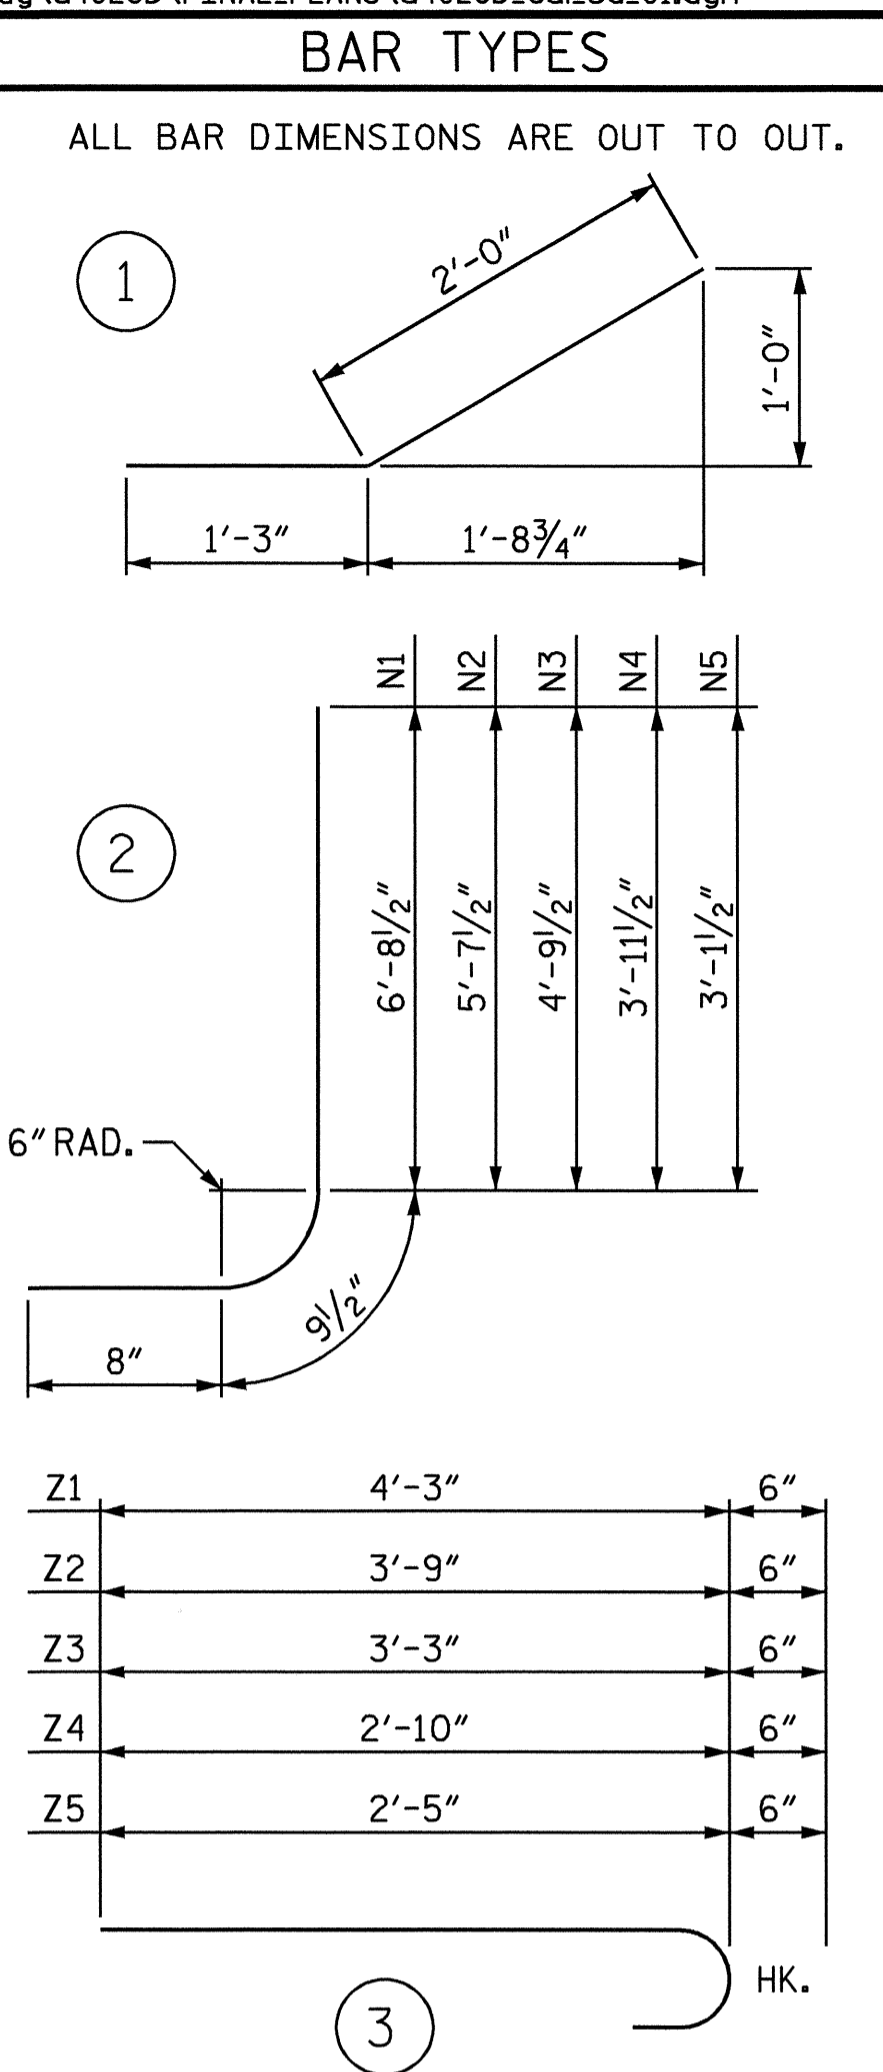 BAR TYPES
ALL BAR DIMENSIONS ARE OUT TO OUT.
1
2'-0"
1'-0"
1'-3"
1'-8¾"
N1
N2
N3
N4
N5
2
6'-8½"
5'-7½"
4'-9½"
3'-11½"
3'-1½"
6" RAD.
9½"
8"
Z1 4'-3" 6"
Z2 3'-9" 6"
Z3 3'-3" 6"
Z4 2'-10" 6"
Z5 2'-5" 6"
HK.
3